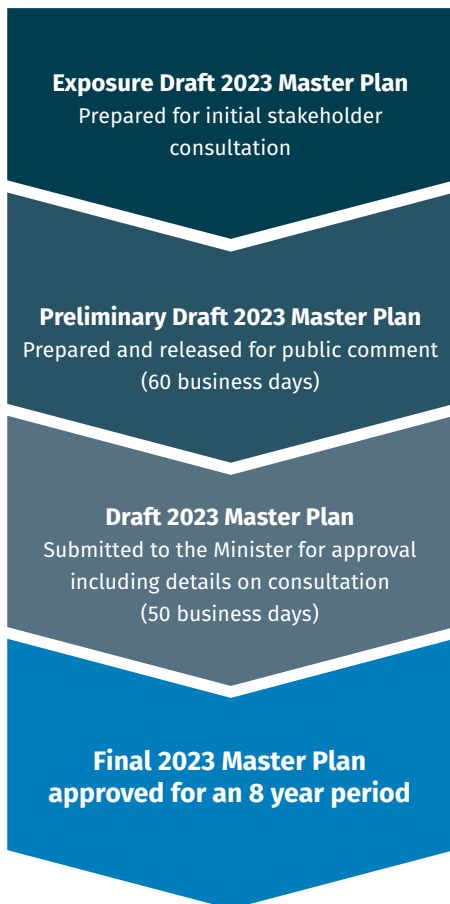 Exposure Draft 2023 Master Plan
Prepared for initial stakeholder
consultation
Preliminary Draft 2023 Master Plan
Prepared and released for public comment
(60 business days)
Draft 2023 Master Plan
Submitted to the Minister for approval
including details on consultation
(50 business days)
Final 2023 Master Plan
approved for an 8 year period